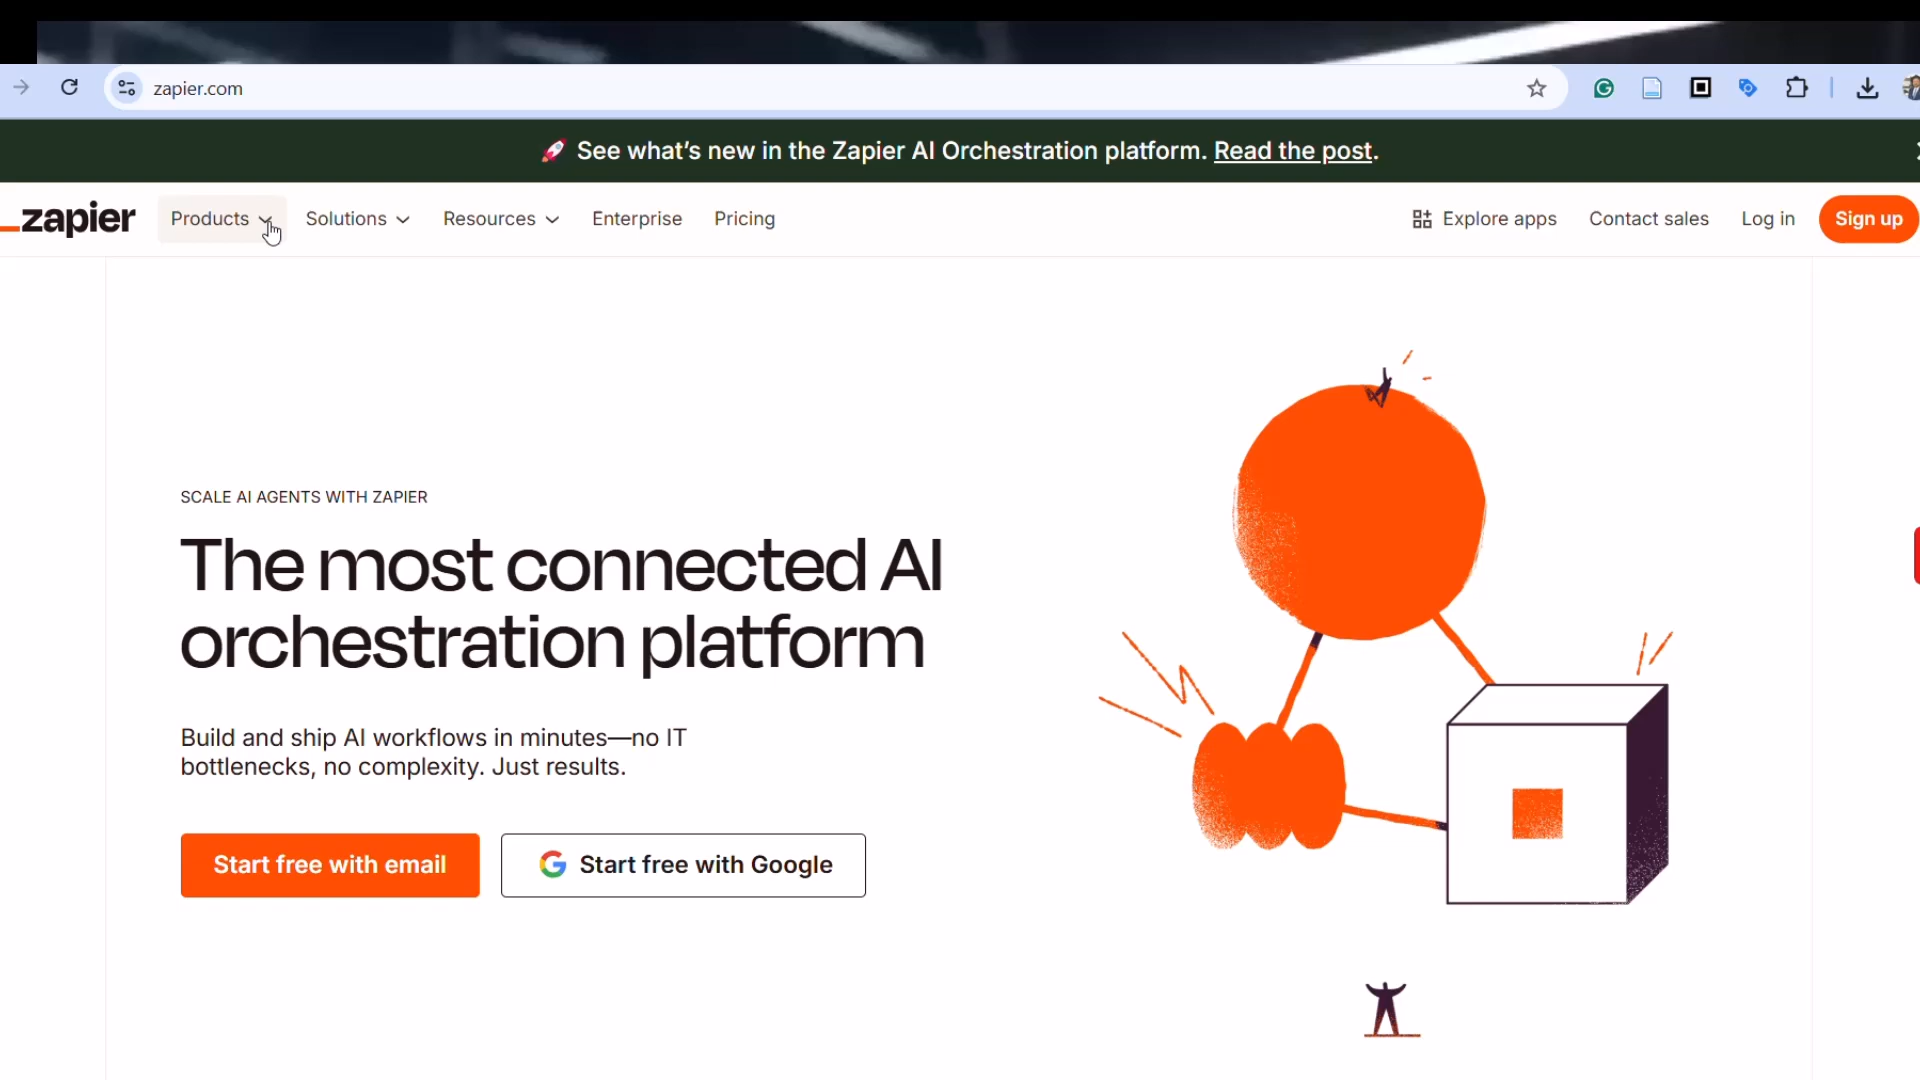 zapier.com
🚀 See what's new in the Zapier AI Orchestration platform. Read the post.
zapier
Products
Solutions
Resources
Enterprise
Pricing
Explore apps
Contact sales
Log in
Sign up
SCALE AI AGENTS WITH ZAPIER
The most connected AI
orchestration platform
Build and ship AI workflows in minutes—no IT
bottlenecks, no complexity. Just results.
Start free with email
Start free with Google